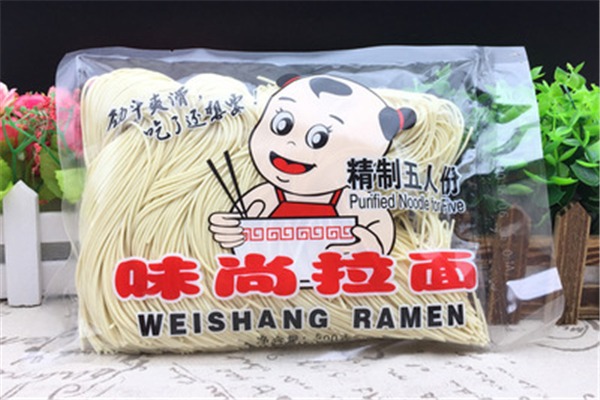 劲斗爽滑
吃了还想要!
精制五人份
Purified Noodle for Five
味尚拉面
WEISHANG RAMEN